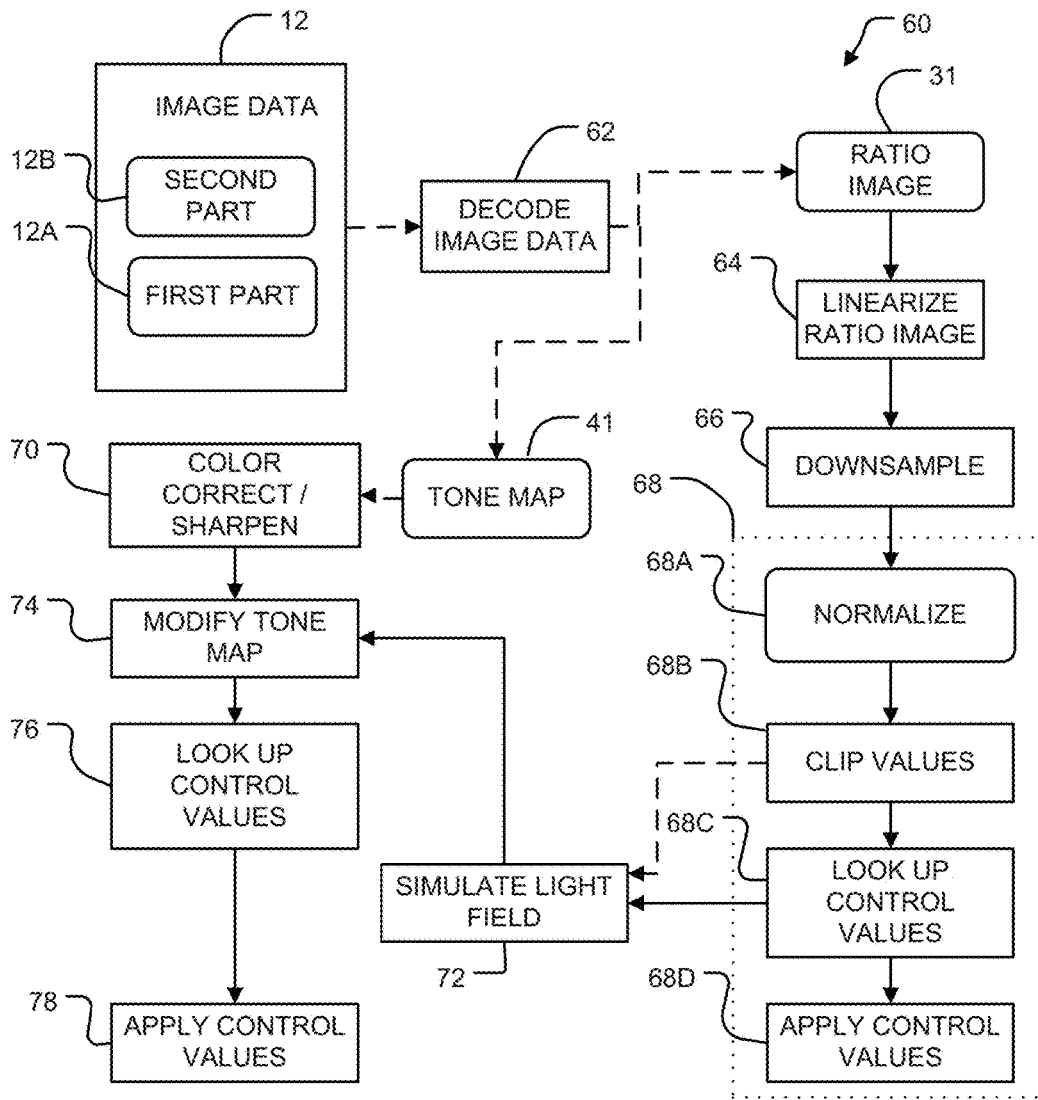 12
60
IMAGE DATA
31
62
RATIO
IMAGE
12B
SECOND
PART
DECODE
IMAGE DATA
12A
FIRST PART
64
LINEARIZE
RATIO IMAGE
41
66
70
COLOR
CORRECT /
SHARPEN
TONE MAP
DOWNSAMPLE
68
68A
NORMALIZE
74
MODIFY TONE
MAP
68B
76
LOOK UP
CONTROL
VALUES
CLIP VALUES
68C
SIMULATE LIGHT
FIELD
LOOK UP
CONTROL
VALUES
72
68D
78
APPLY CONTROL
VALUES
APPLY CONTROL
VALUES